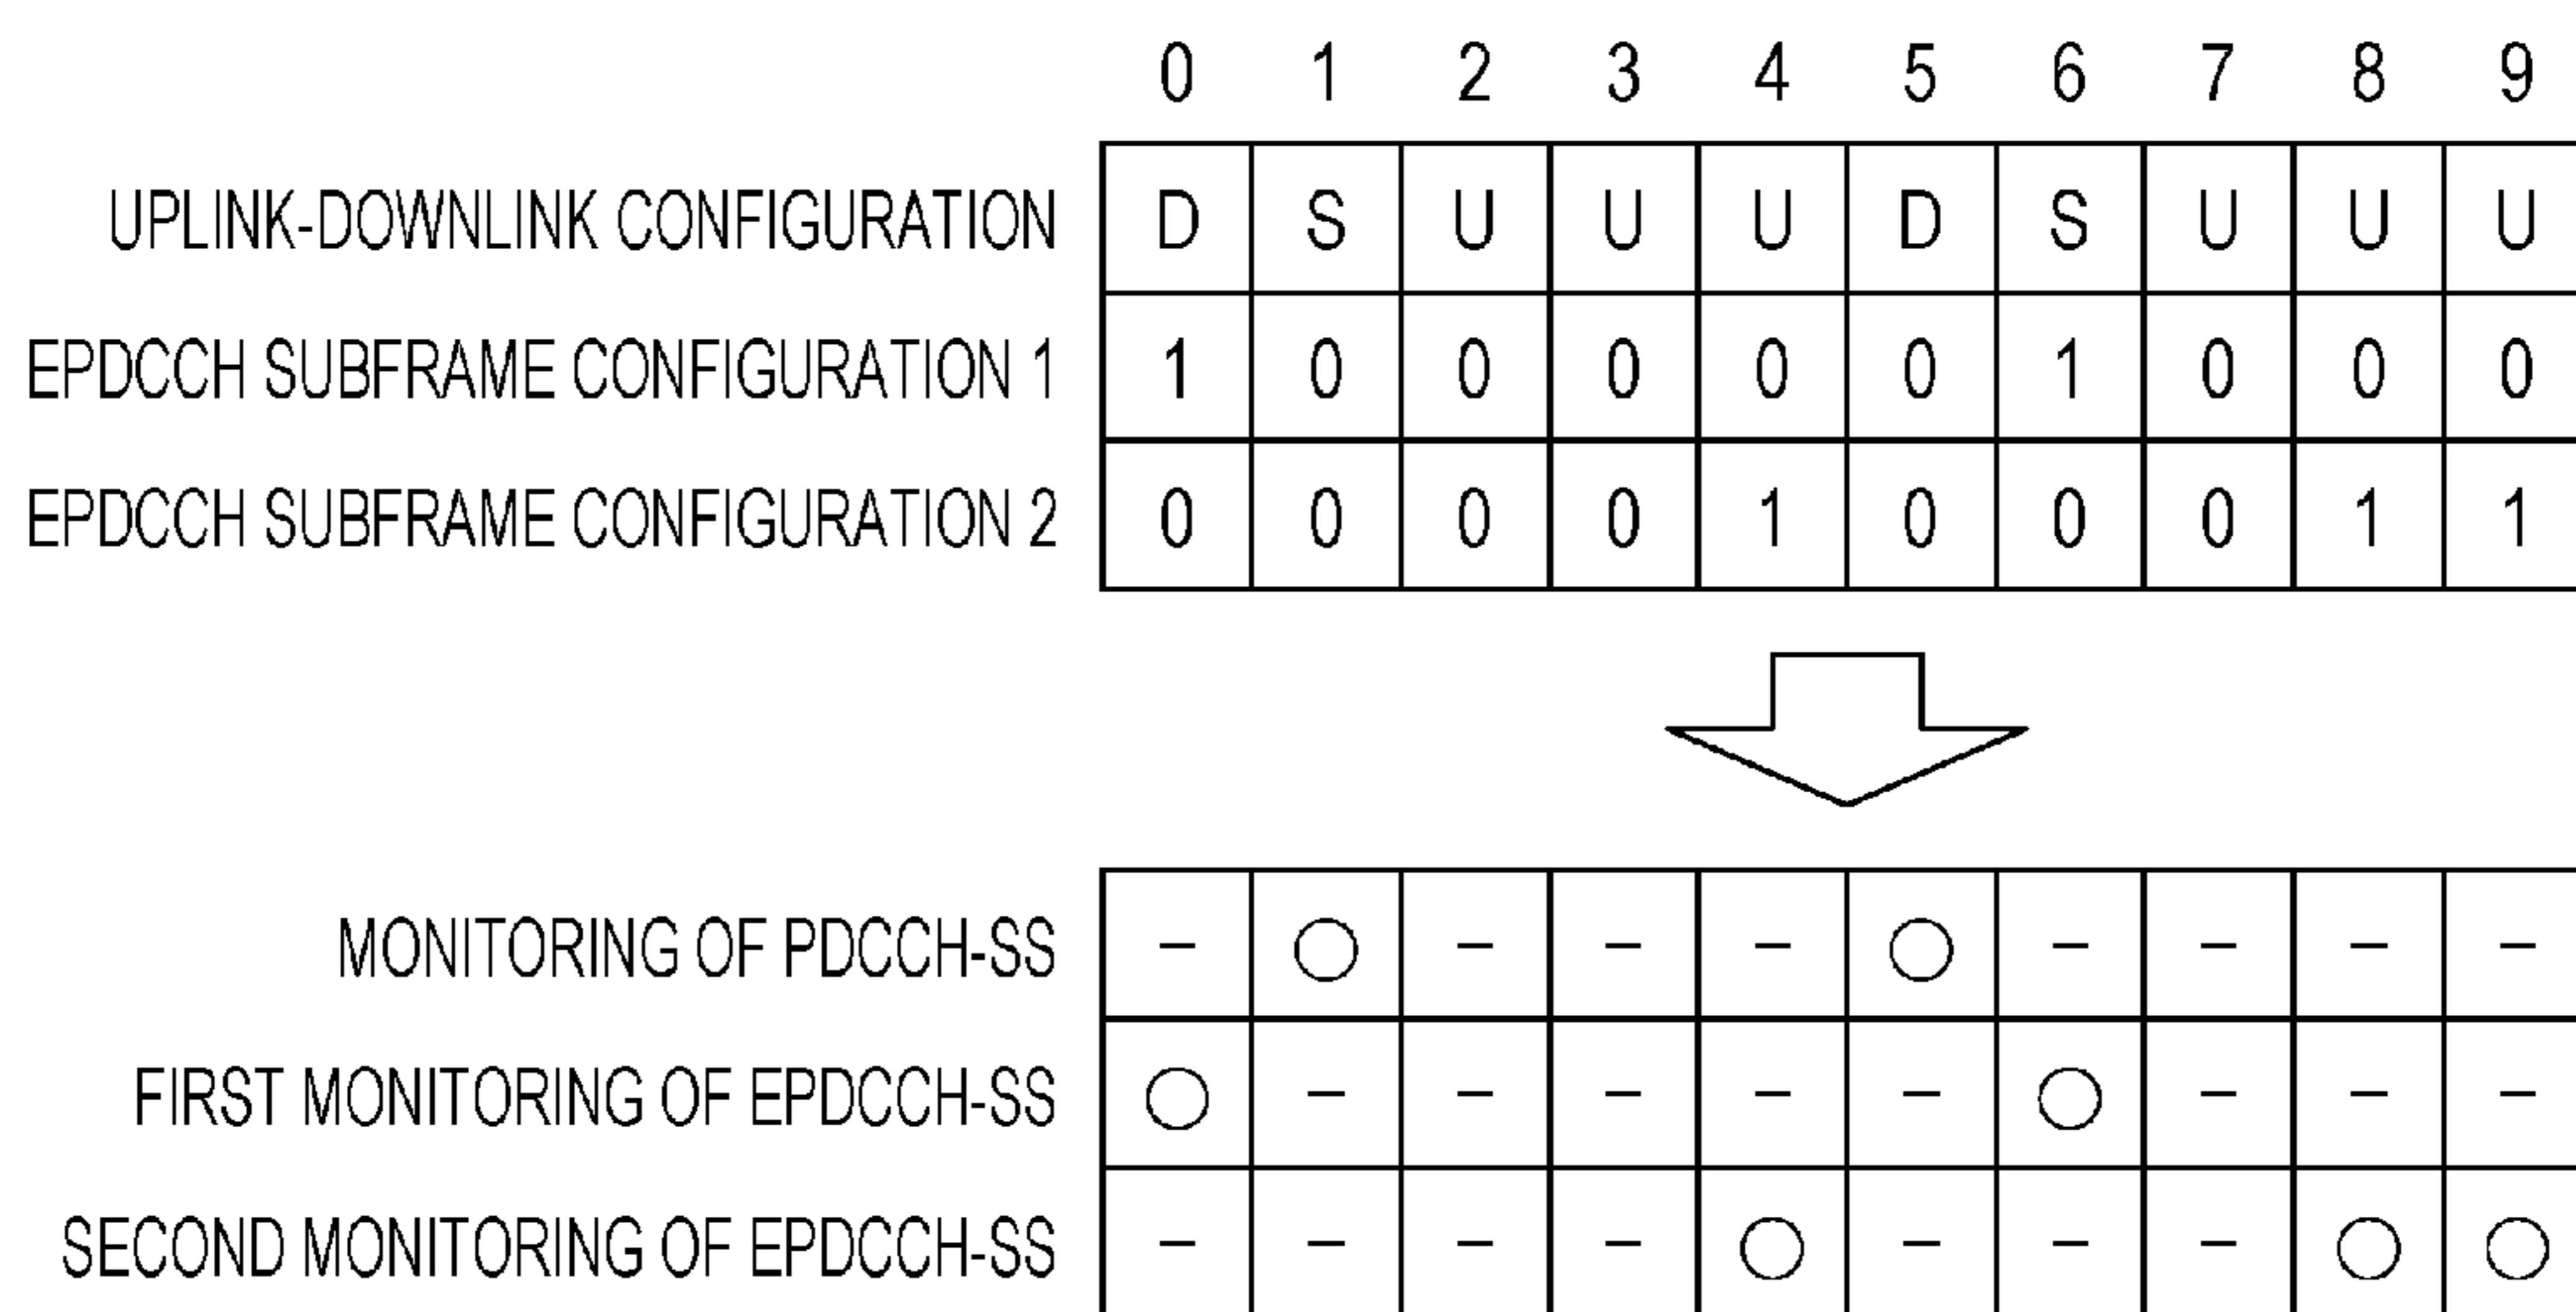 0 1 2 3 4 5 6 7 8 9
UPLINK-DOWNLINK CONFIGURATION D S U U U D S U U U
EPDCCH SUBFRAME CONFIGURATION 1 1 0 0 0 0 0 1 0 0 0
EPDCCH SUBFRAME CONFIGURATION 2 0 0 0 0 1 0 0 0 1 1
MONITORING OF PDCCH-SS – ○ – – – ○ – – – –
FIRST MONITORING OF EPDCCH-SS ○ – – – – – ○ – – –
SECOND MONITORING OF EPDCCH-SS – – – – ○ – – – ○ ○